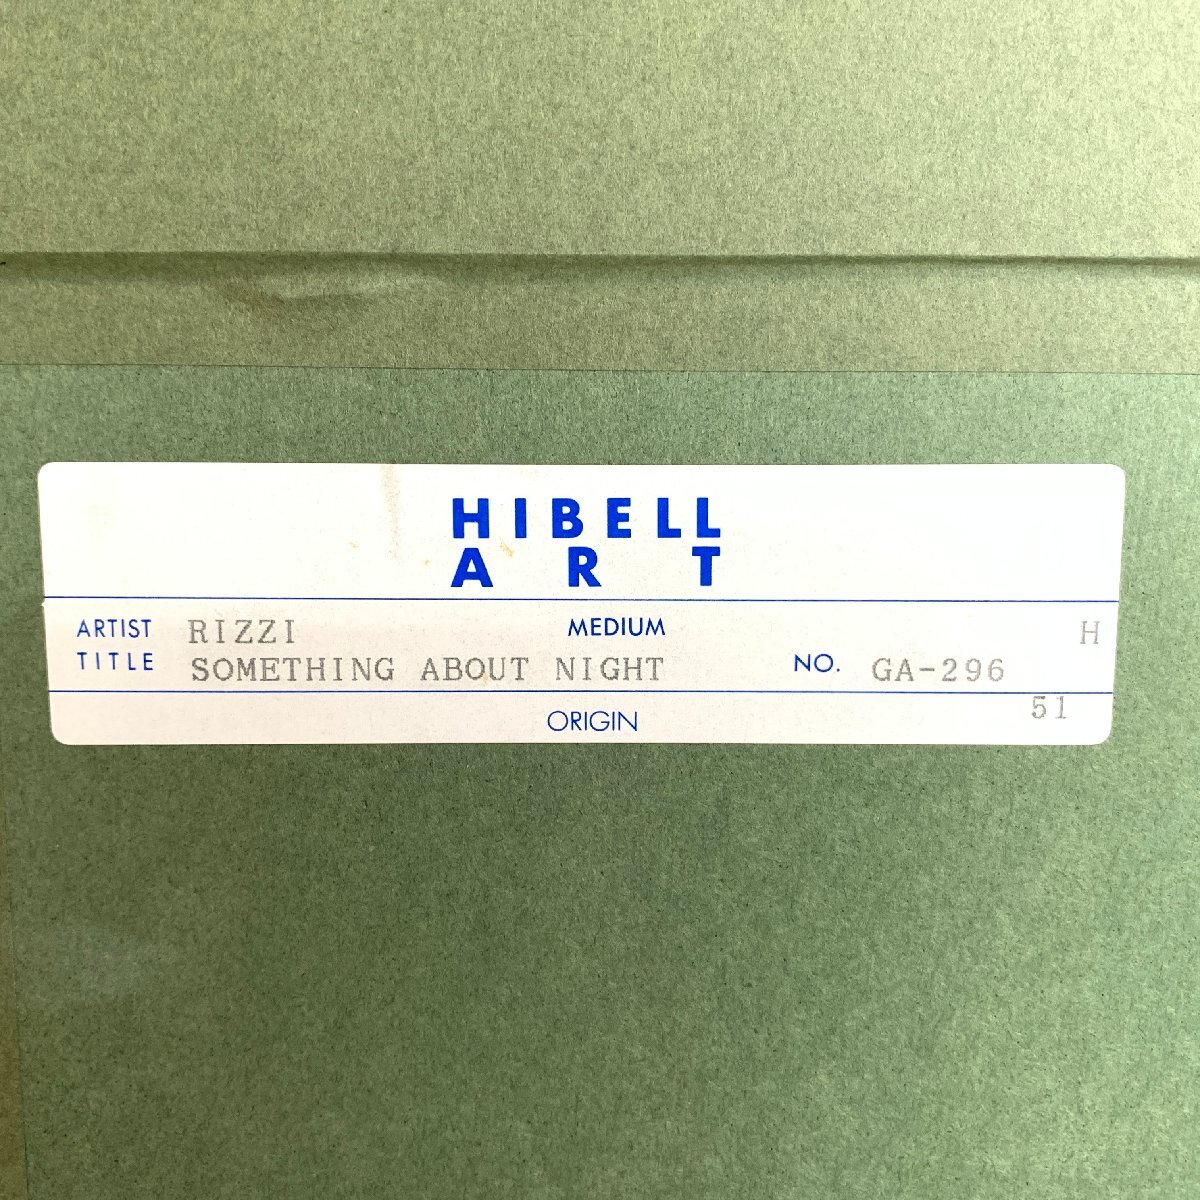 HIBELL
ART
ARTIST RIZZI MEDIUM H
TITLE SOMETHING ABOUT NIGHT NO. GA-296
ORIGIN 51